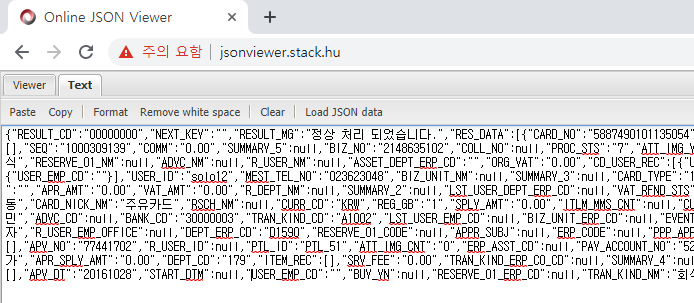 Online JSON Viewer
주의 요함 jsonviewer.stack.hu
Viewer Text
Paste Copy Format Remove white space Clear Load JSON data
{"RESULT_CD":"00000000","NEXT_KEY":"","RESULT_MG":"정상 처리 되었습니다.","RES_DATA":[{"CARD_NO":"5887490101135054"
[],"SEQ":"1000309139","COMM":"0.00","SUMMARY_5":null,"BIZ_NO":"2148635102","COLL_NO":null,"PROC_STS":"7","ATT_IMG_Y
식","RESERVE_01_NM":null,"ADVC_NM":null,"R_USER_NM":null,"ASSET_DEPT_ERP_CD":"","ORG_VAT":"0.00","CD_USER_REC":[{"U
{"USER_EMP_CD":""}],"USER_ID":"solo12","MEST_TEL_NO":"023623048","BIZ_UNIT_NM":null,"SUMMARY_3":null,"CARD_TYPE":"1
:"","APR_AMT":"0.00","VAT_AMT":"0.00","R_DEPT_NM":null,"SUMMARY_2":null,"LST_USER_DEPT_ERP_CD":null,"VAT_RFND_STS
동","CARD_NICK_NM":"주유카드","BSCH_NM":null,"CURR_CD":"KRW","REG_GB":"1","SPLY_AMT":"0.00","ITLM_MMS_CNT":null,
민","ADVC_CD":null,"BANK_CD":"30000003","TRAN_KIND_CD":"A1002","LST_USER_EMP_CD":null,"BIZ_UNIT_ERP_CD":null,"EVENT
자","R_USER_EMP_OFFICE":null,"DEPT_ERP_CD":"D1590","RESERVE_01_CODE":null,"APPR_SUBJ":null,"ERP_CODE":null,"PPP_APP
[],"APV_NO":"77441702","R_USER_ID":null,"PTL_ID":"PTL_51","ATT_IMG_CNT":"0","ERP_ASST_CD":null,"PAY_ACCOUNT_NO":"52
가","APR_SPLY_AMT":"0.00","DEPT_CD":"179","ITEM_REC":[],"SRV_FEE":"0.00","TRAN_KIND_ERP_CO_CD":null,"SUMMARY_4":nul
[],"APV_DT":"20161028","START_DTM":null,"USER_EMP_CD":"","BUY_YN":null,"RESERVE_01_ERP_CD":null,"TRAN_KIND_NM":"회식